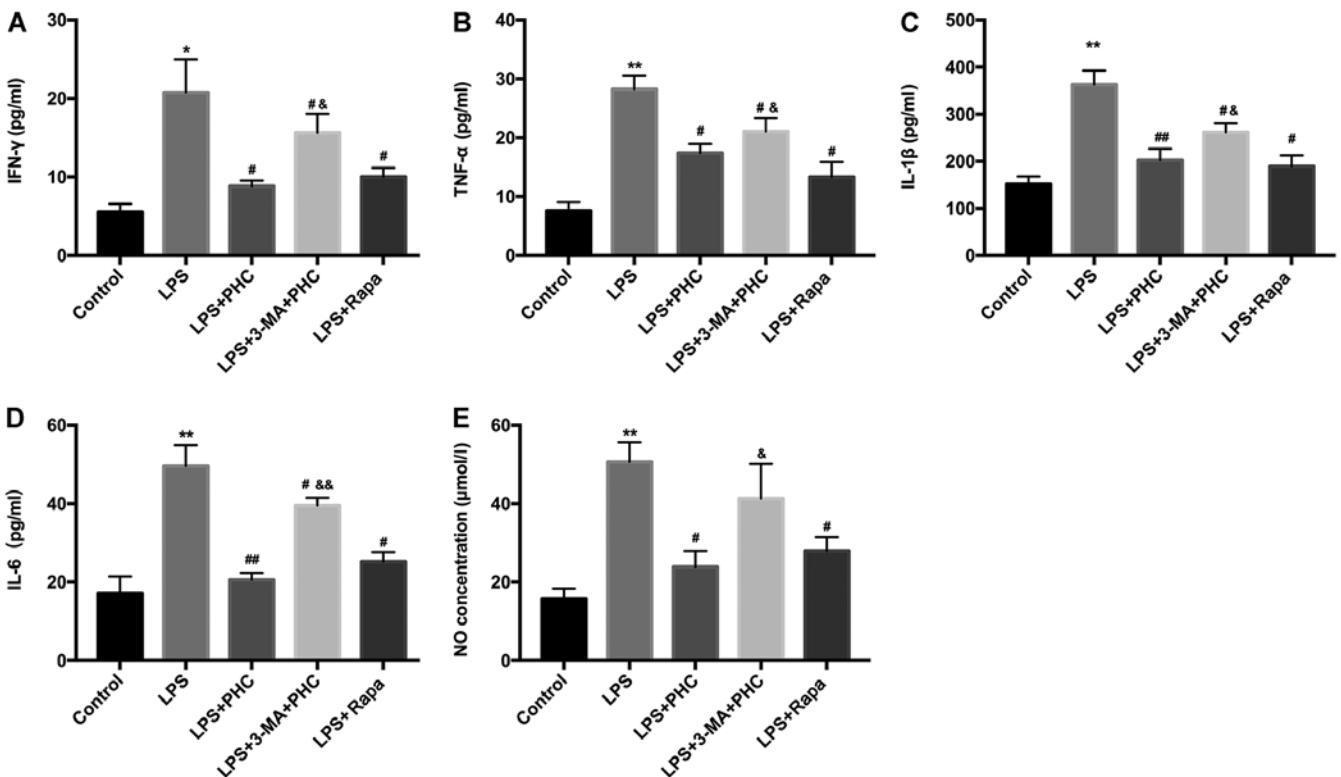 A
IFN-γ (pg/ml)
30
20
10
0
*
#
# &
#
Control
LPS
LPS+PHC
LPS+3-MA+PHC
LPS+Rapa
B
TNF-α (pg/ml)
40
30
20
10
0
**
#
# &
#
Control
LPS
LPS+PHC
LPS+3-MA+PHC
LPS+Rapa
C
IL-1β (pg/ml)
500
400
300
200
100
0
**
##
# &
#
Control
LPS
LPS+PHC
LPS+3-MA+PHC
LPS+Rapa
D
IL-6 (pg/ml)
60
40
20
0
**
##
# &&
#
Control
LPS
LPS+PHC
LPS+3-MA+PHC
LPS+Rapa
E
NO concentration (μmol/l)
60
40
20
0
**
#
&
#
Control
LPS
LPS+PHC
LPS+3-MA+PHC
LPS+Rapa